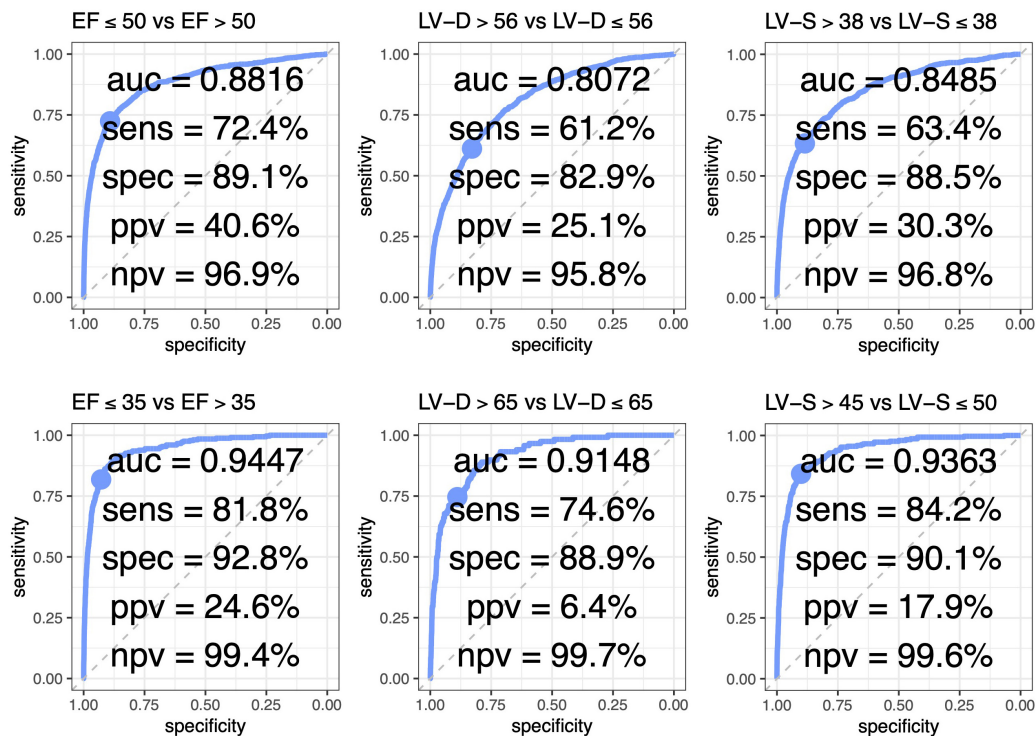 EF ≤ 50 vs EF > 50
1.00
0.75
0.50
0.25
0.00
sensitivity
auc = 0.8816
sens = 72.4%
spec = 89.1%
ppv = 40.6%
npv = 96.9%
1.00 0.75 0.50 0.25 0.00
specificity
LV−D > 56 vs LV−D ≤ 56
1.00
0.75
0.50
0.25
0.00
sensitivity
auc = 0.8072
sens = 61.2%
spec = 82.9%
ppv = 25.1%
npv = 95.8%
1.00 0.75 0.50 0.25 0.00
specificity
LV−S > 38 vs LV−S ≤ 38
1.00
0.75
0.50
0.25
0.00
sensitivity
auc = 0.8485
sens = 63.4%
spec = 88.5%
ppv = 30.3%
npv = 96.8%
1.00 0.75 0.50 0.25 0.00
specificity
EF ≤ 35 vs EF > 35
1.00
0.75
0.50
0.25
0.00
sensitivity
auc = 0.9447
sens = 81.8%
spec = 92.8%
ppv = 24.6%
npv = 99.4%
1.00 0.75 0.50 0.25 0.00
specificity
LV−D > 65 vs LV−D ≤ 65
1.00
0.75
0.50
0.25
0.00
sensitivity
auc = 0.9148
sens = 74.6%
spec = 88.9%
ppv = 6.4%
npv = 99.7%
1.00 0.75 0.50 0.25 0.00
specificity
LV−S > 45 vs LV−S ≤ 50
1.00
0.75
0.50
0.25
0.00
sensitivity
auc = 0.9363
sens = 84.2%
spec = 90.1%
ppv = 17.9%
npv = 99.6%
1.00 0.75 0.50 0.25 0.00
specificity